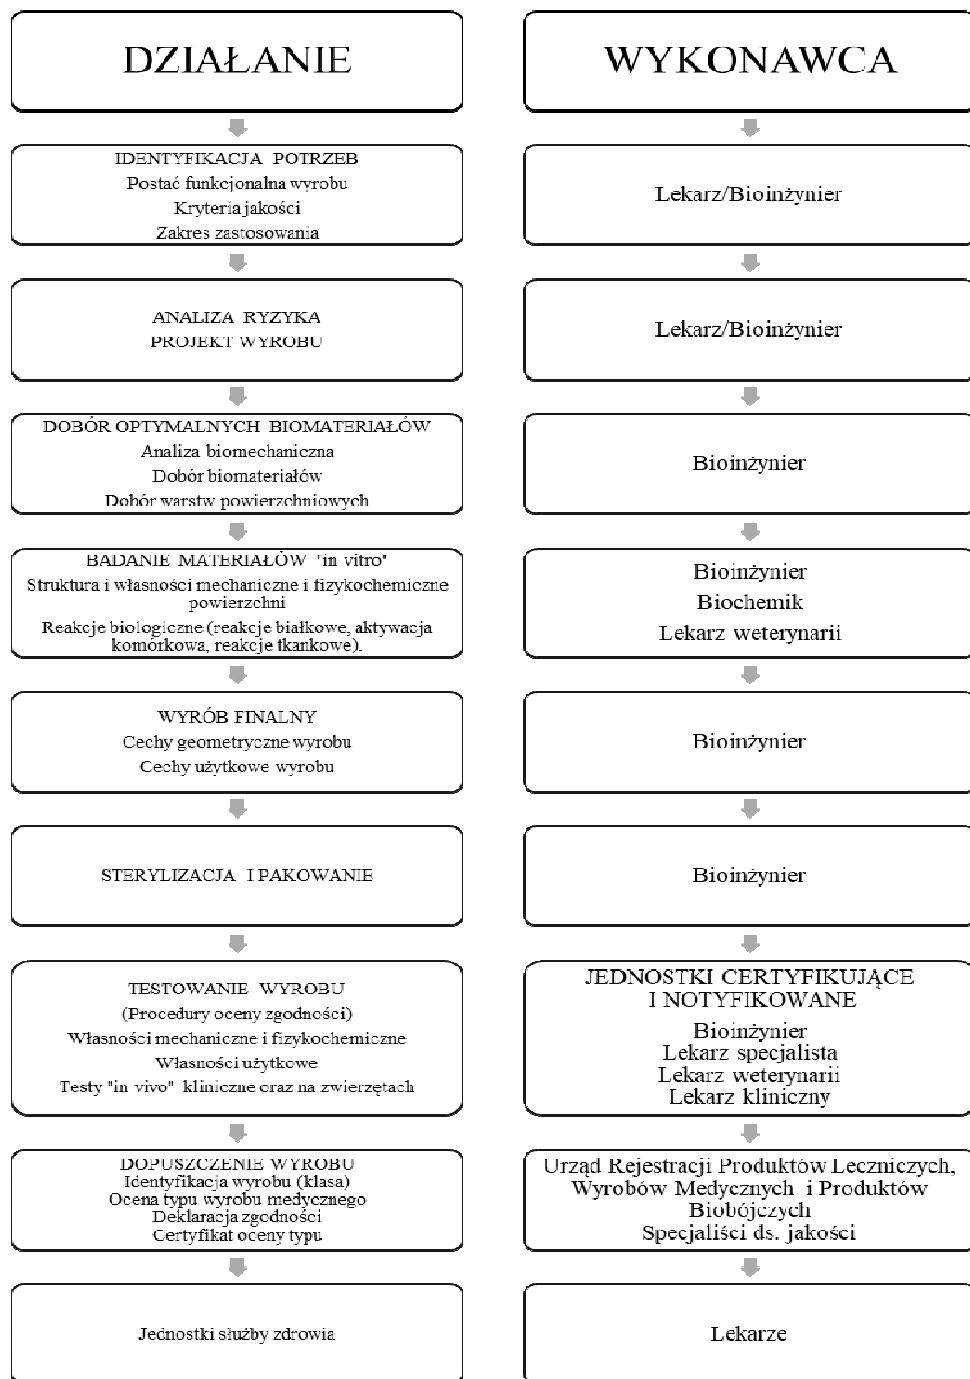 DZIAŁANIE
WYKONAWCA
IDENTYFIKACJA POTRZEB
Postać funkcjonalna wyrobu
Kryteria jakości
Zakres zastosowania
Lekarz/Bioinżynier
ANALIZA RYZYKA
PROJEKT WYROBU
Lekarz/Bioinżynier
DOBÓR OPTYMALNYCH BIOMATERIAŁÓW
Analiza biomechaniczna
Dobór biomateriałów
Dobór warstw powierzchniowych
Bioinżynier
BADANIE MATERIAŁÓW "in vitro"
Struktura i własności mechaniczne i fizykochemiczne
powierzchni
Reakcje biologiczne (reakcje białkowe, aktywacja
komórkowa, reakcje tkankowe).
Bioinżynier
Biochemik
Lekarz weterynarii
WYRÓB FINALNY
Cechy geometryczne wyrobu
Cechy użytkowe wyrobu
Bioinżynier
STERYLIZACJA I PAKOWANIE
Bioinżynier
TESTOWANIE WYROBU
(Procedury oceny zgodności)
Własności mechaniczne i fizykochemiczne
Własności użytkowe
Testy "in vivo" kliniczne oraz na zwierzętach
JEDNOSTKI CERTYFIKUJĄCE
I NOTYFIKOWANE
Bioinżynier
Lekarz specjalista
Lekarz weterynarii
Lekarz kliniczny
DOPUSZCZENIE WYROBU
Identyfikacja wyrobu (klasa)
Ocena typu wyrobu medycznego
Deklaracja zgodności
Certyfikat oceny typu
Urząd Rejestracji Produktów Leczniczych,
Wyrobów Medycznych i Produktów
Biobójczych
Specjaliści ds. jakości
Jednostki służby zdrowia
Lekarze